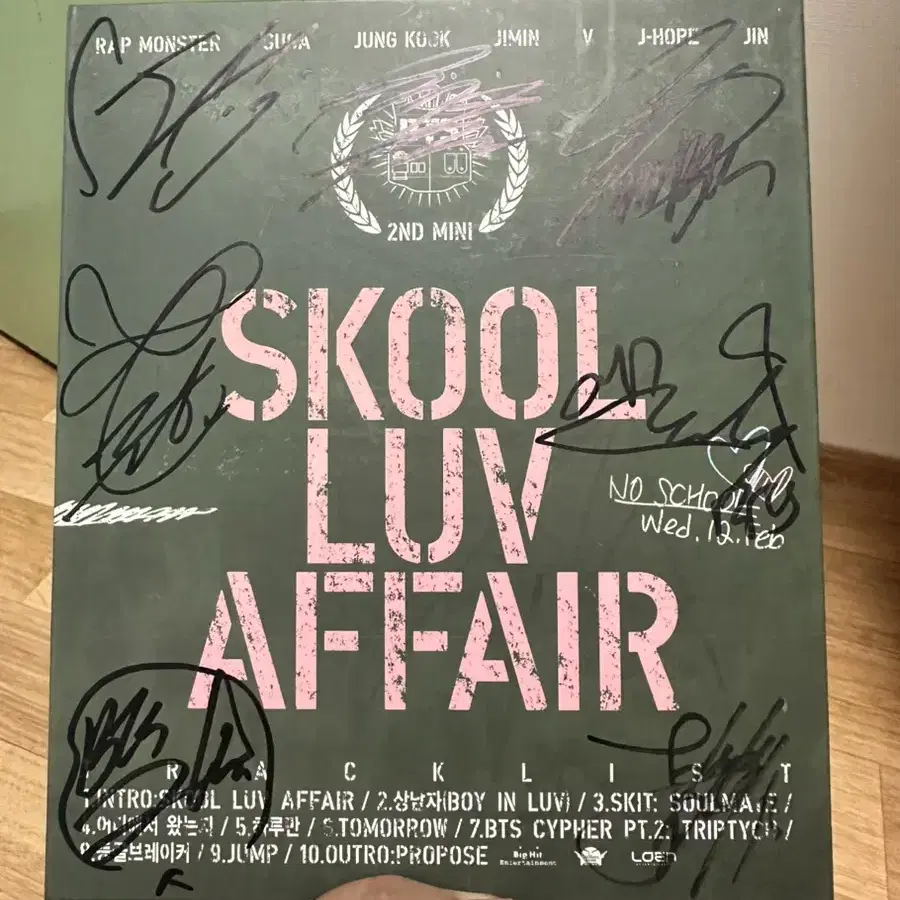 RAP MONSTER SUGA JUNG KOOK JIMIN V J-HOPE JIN
2ND MINI
SKOOL
LUV
AFFAIR
NO SCHOOL
Wed.12.Feb
TRACKLIST
1.INTRO:SKOOL LUV AFFAIR / 2.상남자(BOY IN LUV) / 3.SKIT: SOULMATE /
4.어디에서 왔는지 / 5.하루만 / 6.TOMORROW / 7.BTS CYPHER PT.2: TRIPTYCH /
8.등골브레이커 / 9.JUMP / 10.OUTRO:PROPOSE BigHit Entertainment LOEN